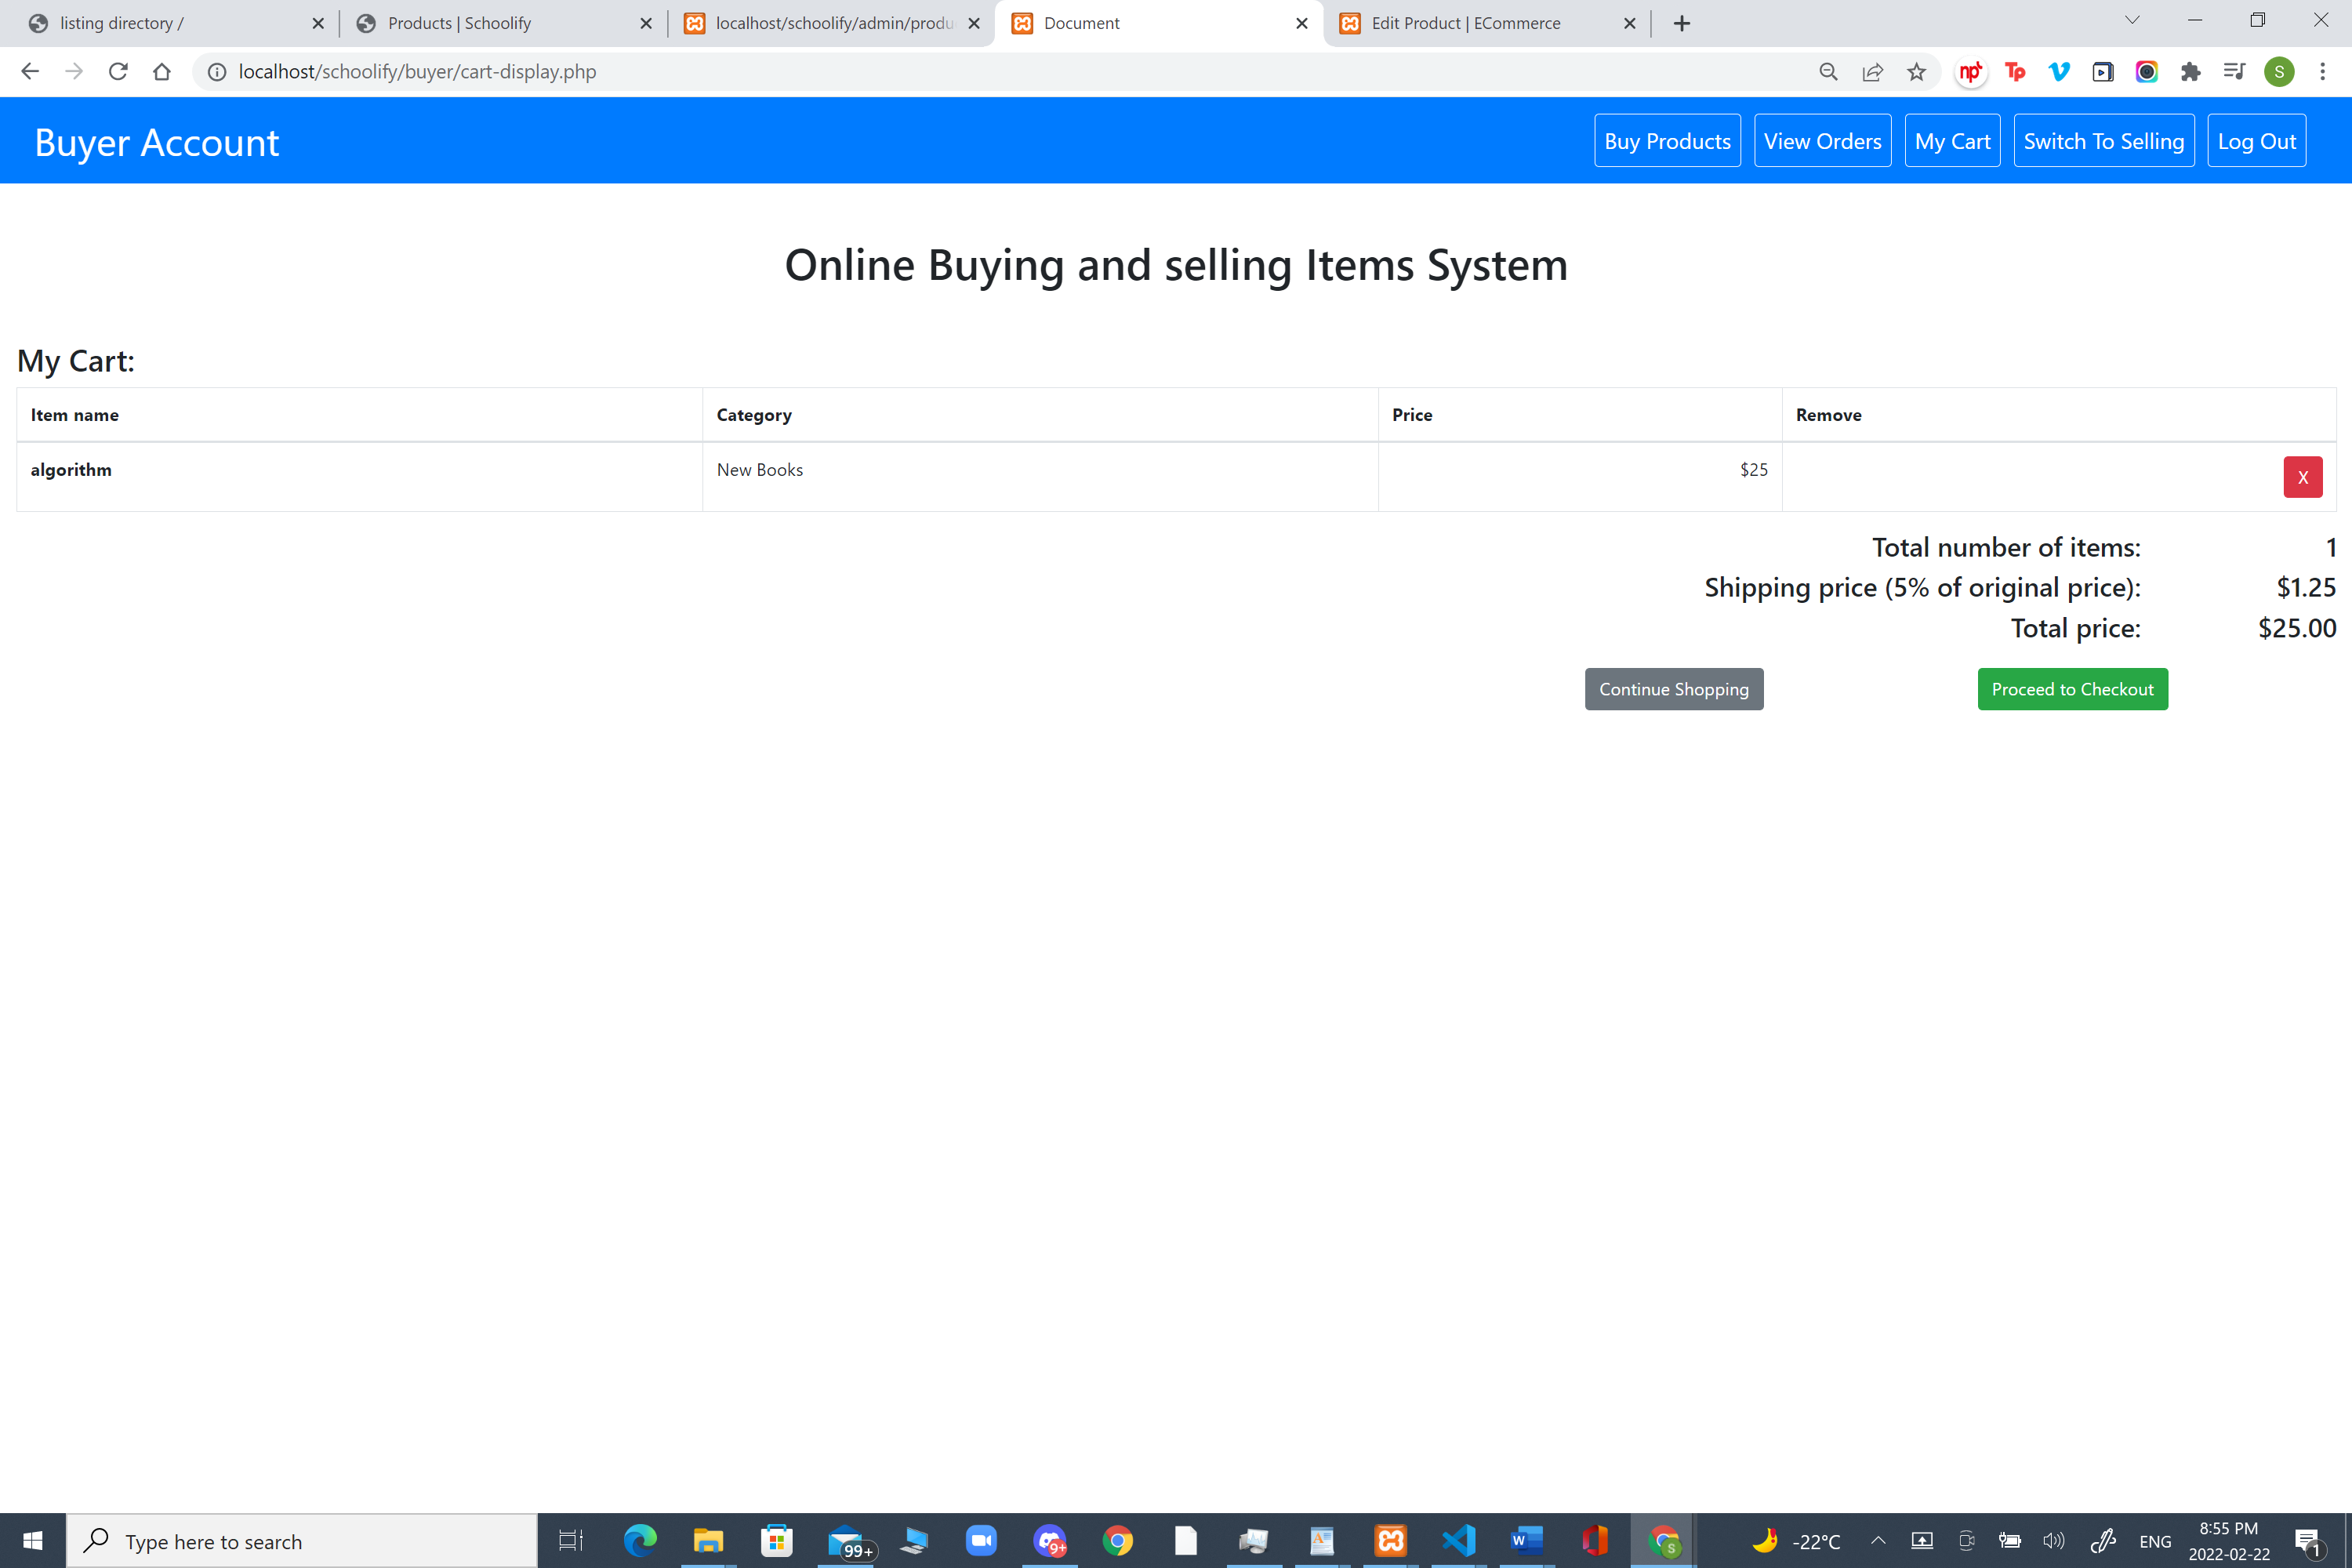 listing directory /
Products | Schoolify
localhost/schoolify/admin/produ
Document
Edit Product | ECommerce
localhost/schoolify/buyer/cart-display.php
npt
Tp
S
Buyer Account
Buy Products
View Orders
My Cart
Switch To Selling
Log Out
Online Buying and selling Items System
My Cart:
Item name Category Price Remove
algorithm New Books $25 X
Total number of items: 1
Shipping price (5% of original price): $1.25
Total price: $25.00
Continue Shopping
Proceed to Checkout
Type here to search
99+
9+
W
S
-22°C
ENG
8:55 PM
2022-02-22
1